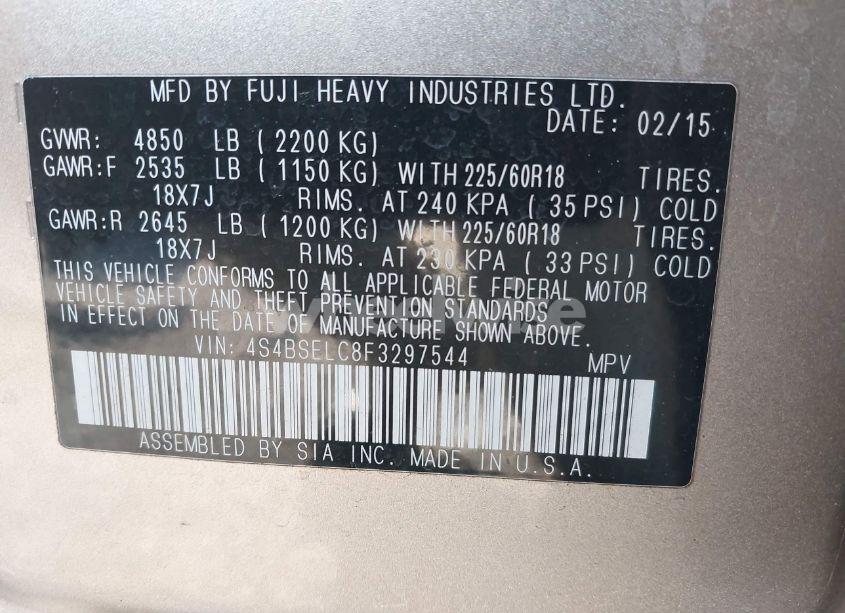 MFD BY FUJI HEAVY INDUSTRIES LTD.
DATE: 02/15
GVWR: 4850 LB ( 2200 KG)
GAWR:F 2535 LB ( 1150 KG) WITH 225/60R18 TIRES.
18X7J RIMS. AT 240 KPA ( 35 PSI) COLD
GAWR:R 2645 LB ( 1200 KG) WITH 225/60R18 TIRES.
18X7J RIMS. AT 230 KPA ( 33 PSI) COLD
THIS VEHICLE CONFORMS TO ALL APPLICABLE FEDERAL MOTOR
VEHICLE SAFETY AND THEFT PREVENTION STANDARDS
IN EFFECT ON THE DATE OF MANUFACTURE SHOWN ABOVE.
VIN: 4S4BSELC8F3297544 MPV
ASSEMBLED BY SIA INC. MADE IN U.S.A.